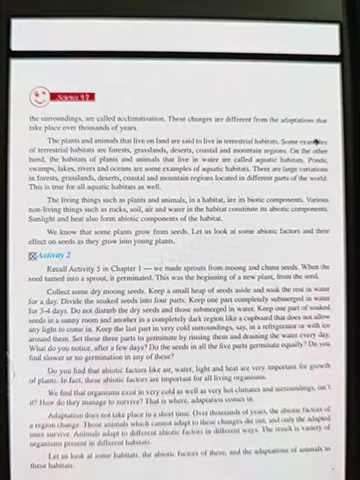 Science 9.7
the surroundings, are called acclimatisation. These changes are different from the adaptations that
take place over thousands of years.
The plants and animals that live on land are said to live in terrestrial habitats. Some examples
of terrestrial habitats are forests, grasslands, deserts, coastal and mountain regions. On the other
hand, the habitats of plants and animals that live in water are called aquatic habitats. Ponds,
swamps, lakes, rivers and oceans are some examples of aquatic habitats. There are large variations
in forests, grasslands, deserts, coastal and mountain regions located in different parts of the world.
This is true for all aquatic habitats as well.
The living things such as plants and animals, in a habitat, are its biotic components. Various
non-living things such as rocks, soil, air and water in the habitat constitute its abiotic components.
Sunlight and heat also form abiotic components of the habitat.
We know that some plants grow from seeds. Let us look at some abiotic factors and their
effect on seeds as they grow into young plants.
Activity 2
Recall Activity 5 in Chapter 1 — we made sprouts from moong and chana seeds. When the
seed turned into a sprout, it germinated. This was the beginning of a new plant, from the seed.
Collect some dry moong seeds. Keep a small heap of seeds aside and soak the rest in water
for a day. Divide the soaked seeds into four parts. Keep one part completely submerged in water
for 3-4 days. Do not disturb the dry seeds and those submerged in water. Keep one part of soaked
seeds in a sunny room and another in a completely dark region like a cupboard that does not allow
any light to come in. Keep the last part in very cold surroundings, say, in a refrigerator or with ice
around them. Set these three parts to germinate by rinsing them and draining the water every day.
What do you notice, after a few days? Do the seeds in all the five parts germinate equally? Do you
find slower or no germination in any of these?
Do you find that abiotic factors like air, water, light and heat are very important for growth
of plants. In fact, these abiotic factors are important for all living organisms.
We find that organisms exist in very cold as well as very hot climates and surroundings, isn't
it? How do they manage to survive? That is where, adaptation comes in.
Adaptation does not take place in a short time. Over thousands of years, the abiotic factors of
a region change. Those animals which cannot adapt to these changes die out, and only the adapted
ones survive. Animals adapt to different abiotic factors in different ways. The result is variety of
organisms present in different habitats.
Let us look at some habitats, the abiotic factors of these, and the adaptations of animals to
these habitats.